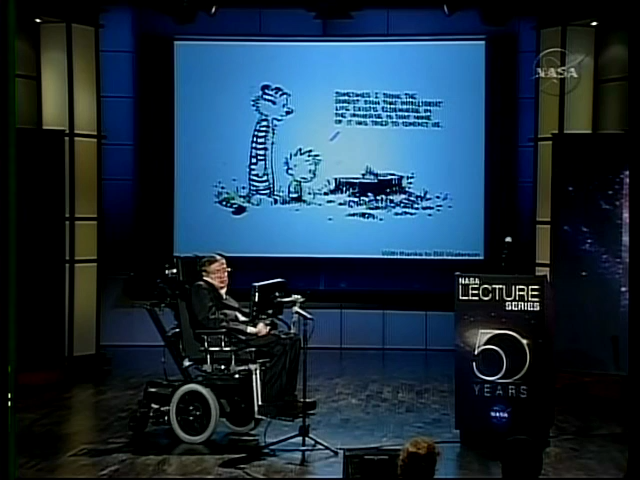 SOMETIMES I THINK THE
SUREST SIGN THAT INTELLIGENT
LIFE EXISTS ELSEWHERE IN
THE UNIVERSE IS THAT NONE
OF IT HAS TRIED TO CONTACT US.
NASA
With thanks to Bill Waterson
NASA
LECTURE
SERIES
50
YEARS
NASA